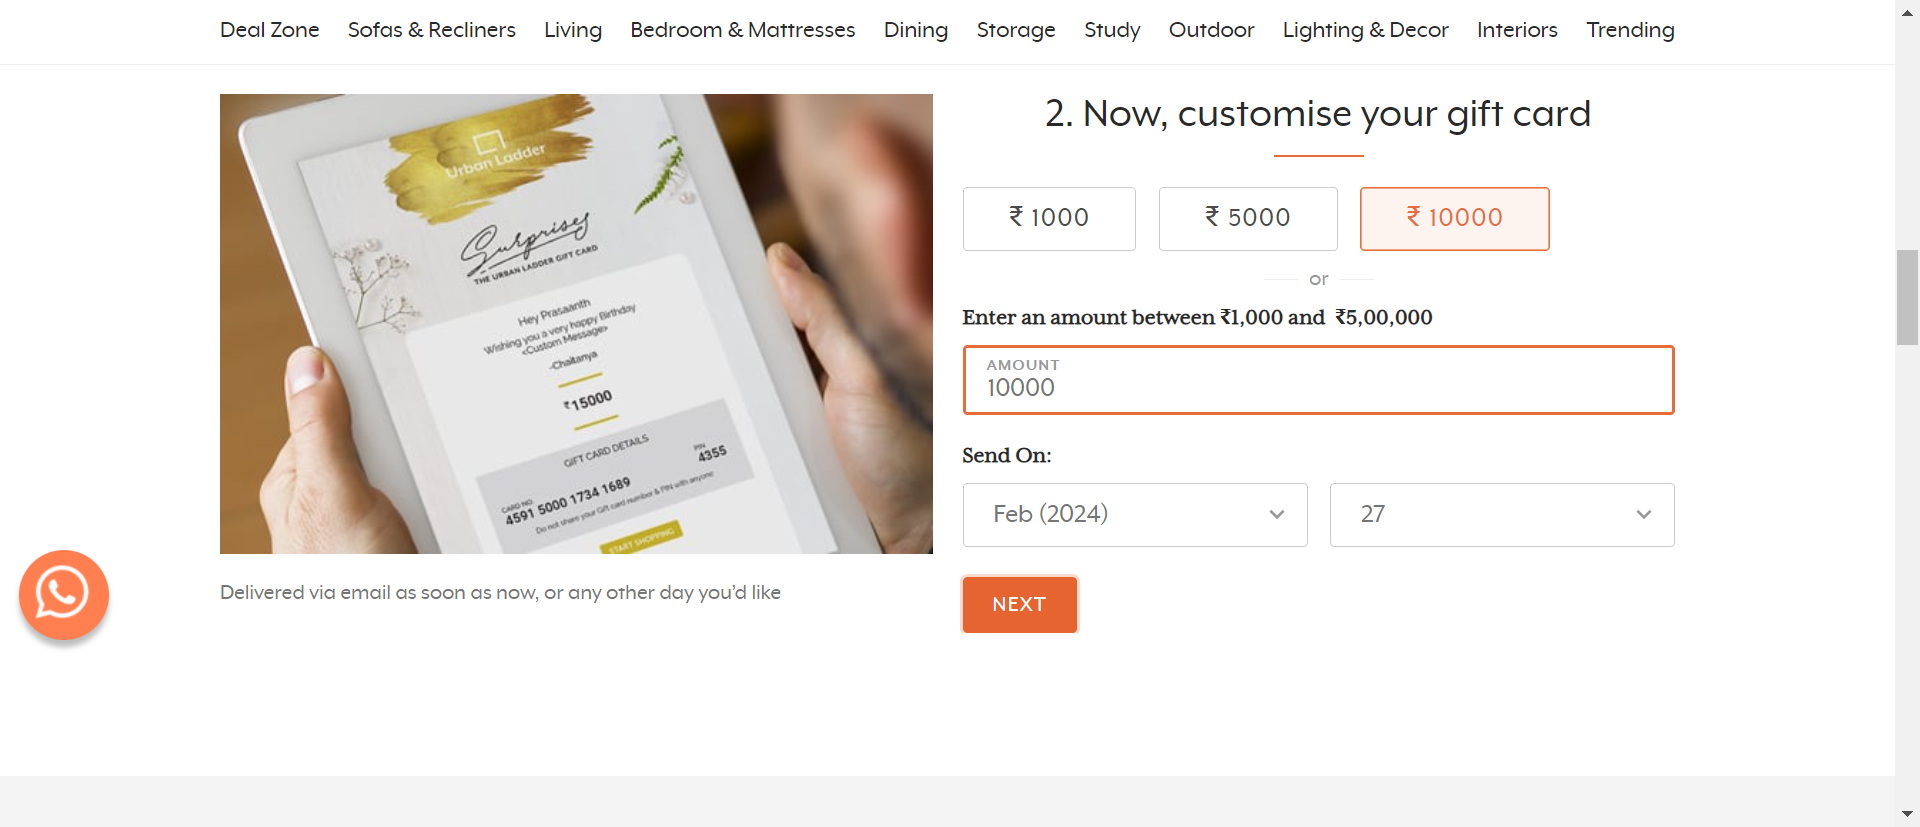 Deal Zone Sofas & Recliners Living Bedroom & Mattresses Dining Storage Study Outdoor Lighting & Decor Interiors Trending
Urban Ladder
Surprises
THE URBAN LADDER GIFT CARD
Hey Prasaanth
Wishing you a very happy Birthday
<Custom Message>
-Chaitanya
₹15000
GIFT CARD DETAILS
CARD NO.
4591 5000 1734 1689
PIN
4355
Do not share your Gift card number & PIN with anyone
START SHOPPING
Delivered via email as soon as now, or any other day you’d like
2. Now, customise your gift card
₹ 1000 ₹ 5000 ₹ 10000
or
Enter an amount between ₹1,000 and ₹5,00,000
AMOUNT
10000
Send On:
Feb (2024) 27
NEXT